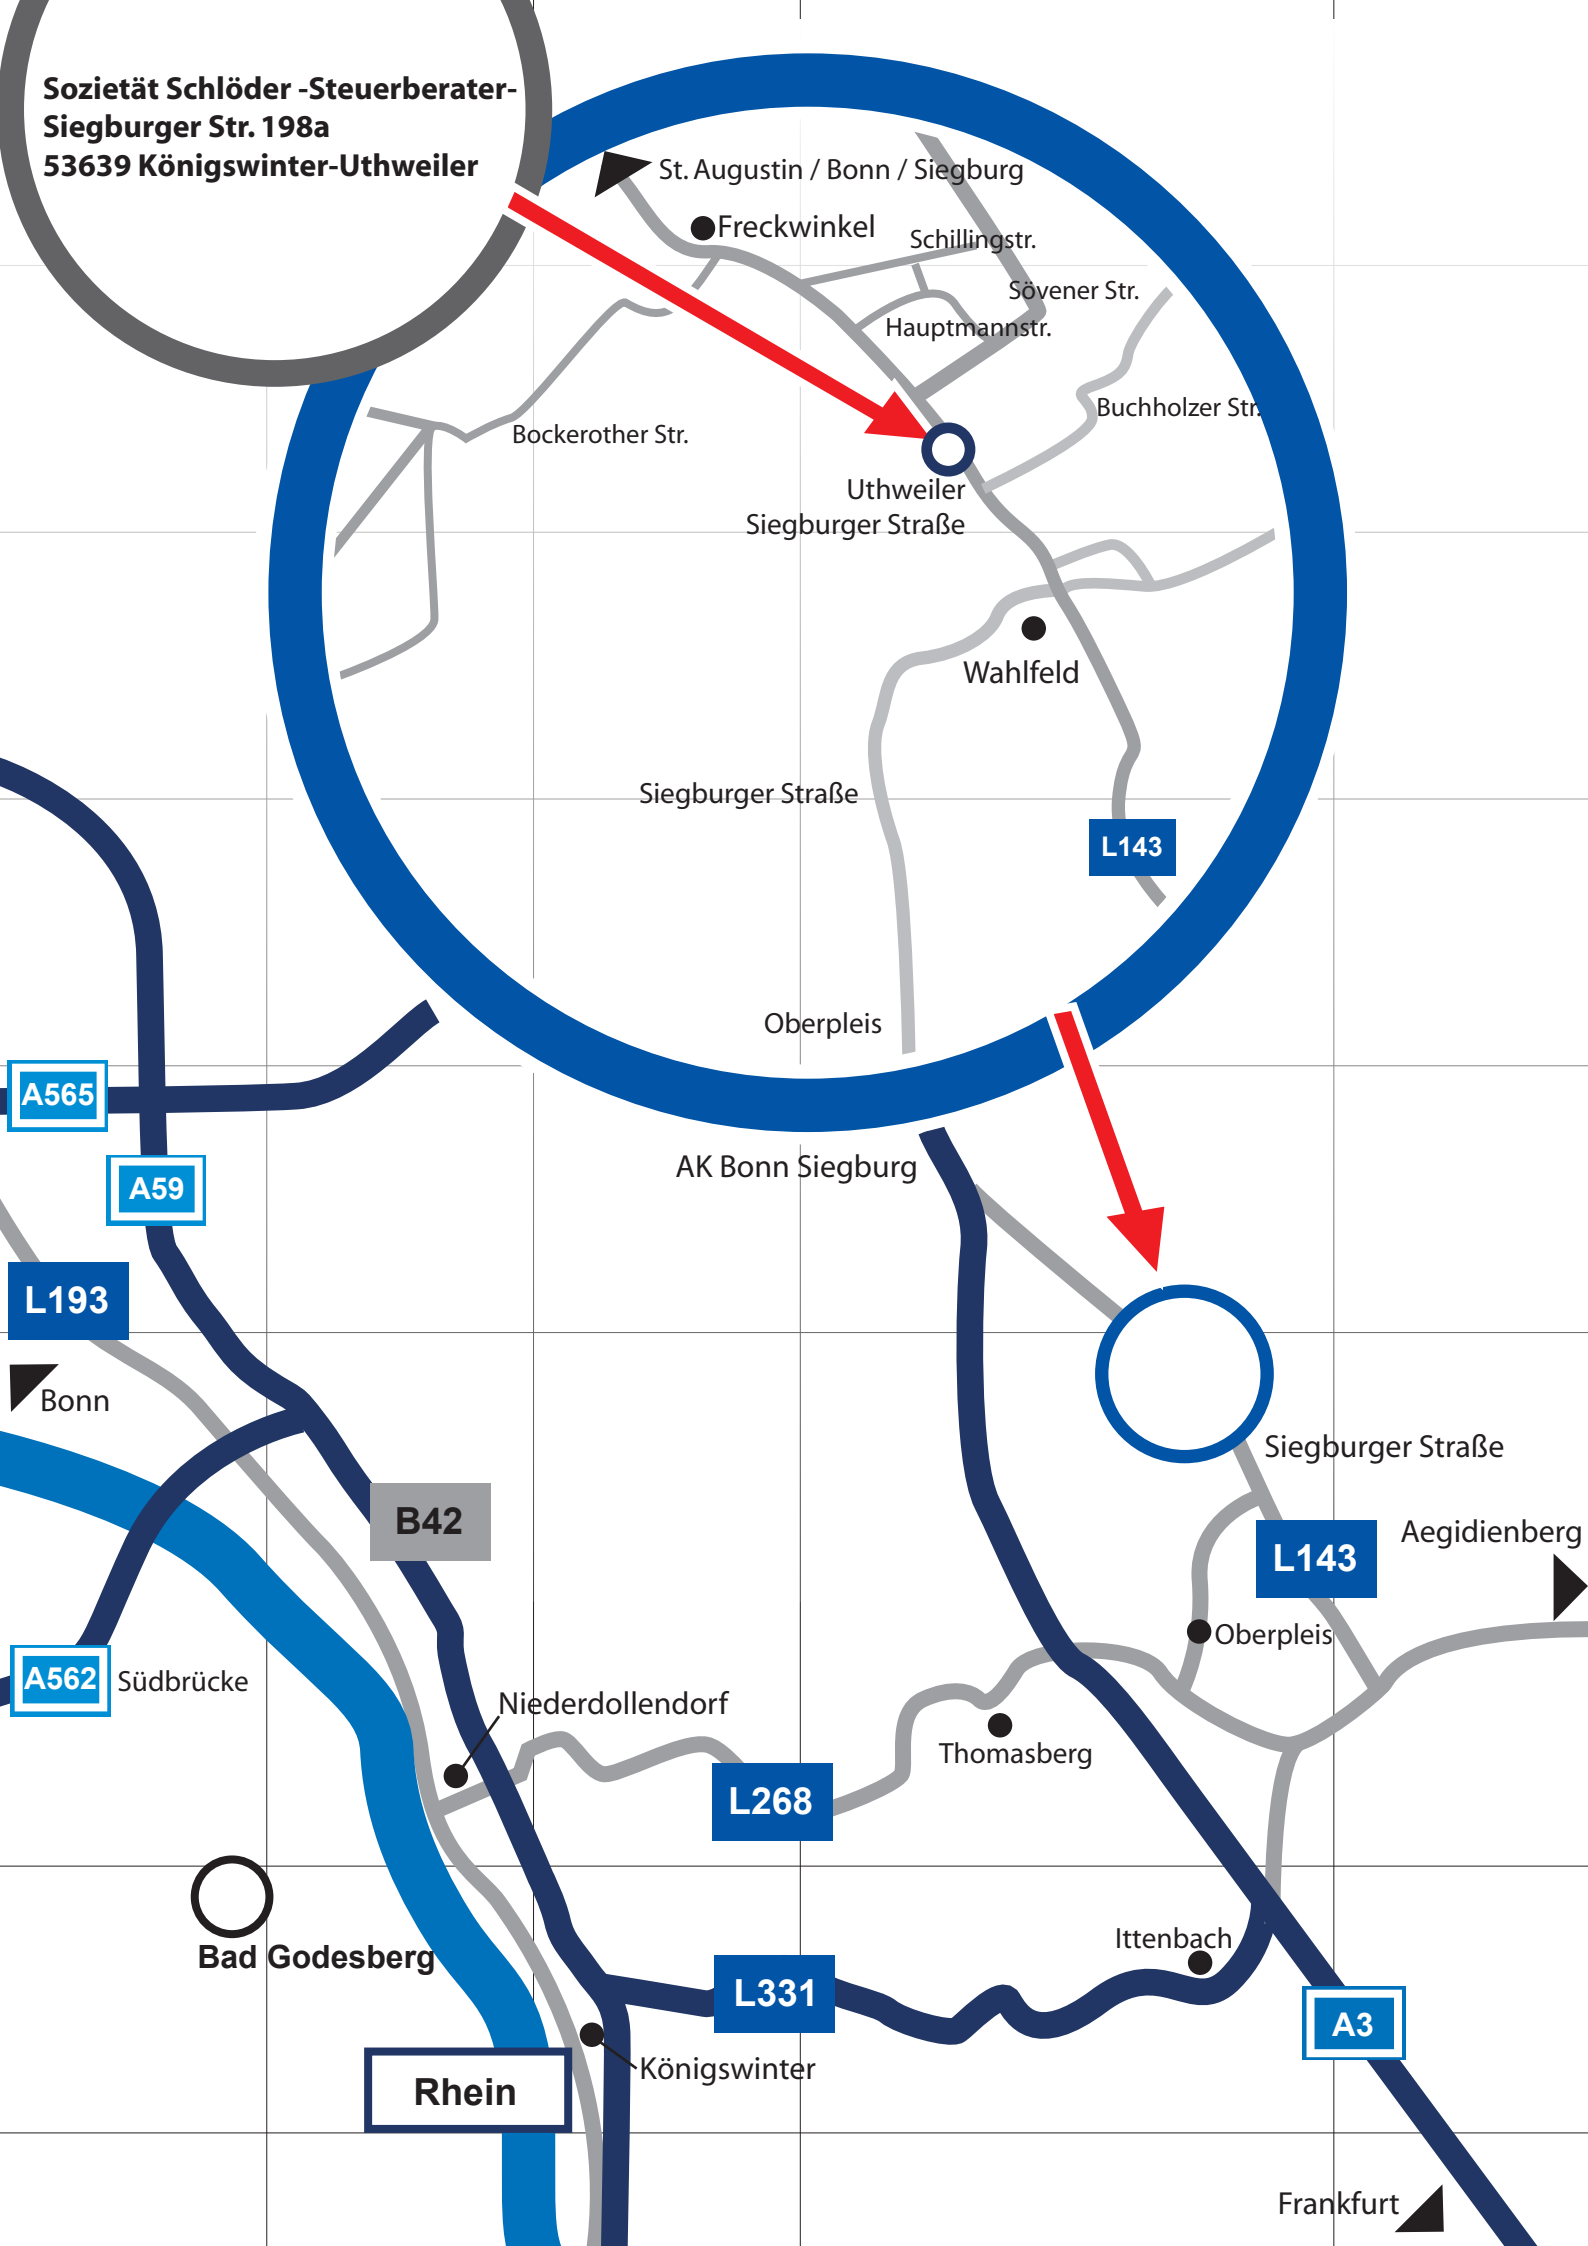 Sozietät Schlöder -Steuerberater-
Siegburger Str. 198a
53639 Königswinter-Uthweiler
St. Augustin / Bonn / Siegburg
Freckwinkel
Schillingstr.
Sövener Str.
Hauptmannstr.
Buchholzer Str.
Bockerother Str.
Uthweiler
Siegburger Straße
Wahlfeld
Siegburger Straße
L143
Oberpleis
A565
AK Bonn Siegburg
A59
L193
Bonn
Siegburger Straße
B42
Aegidienberg
L143
Oberpleis
A562
Südbrücke
Niederdollendorf
Thomasberg
L268
Ittenbach
Bad Godesberg
L331
A3
Königswinter
Rhein
Frankfurt